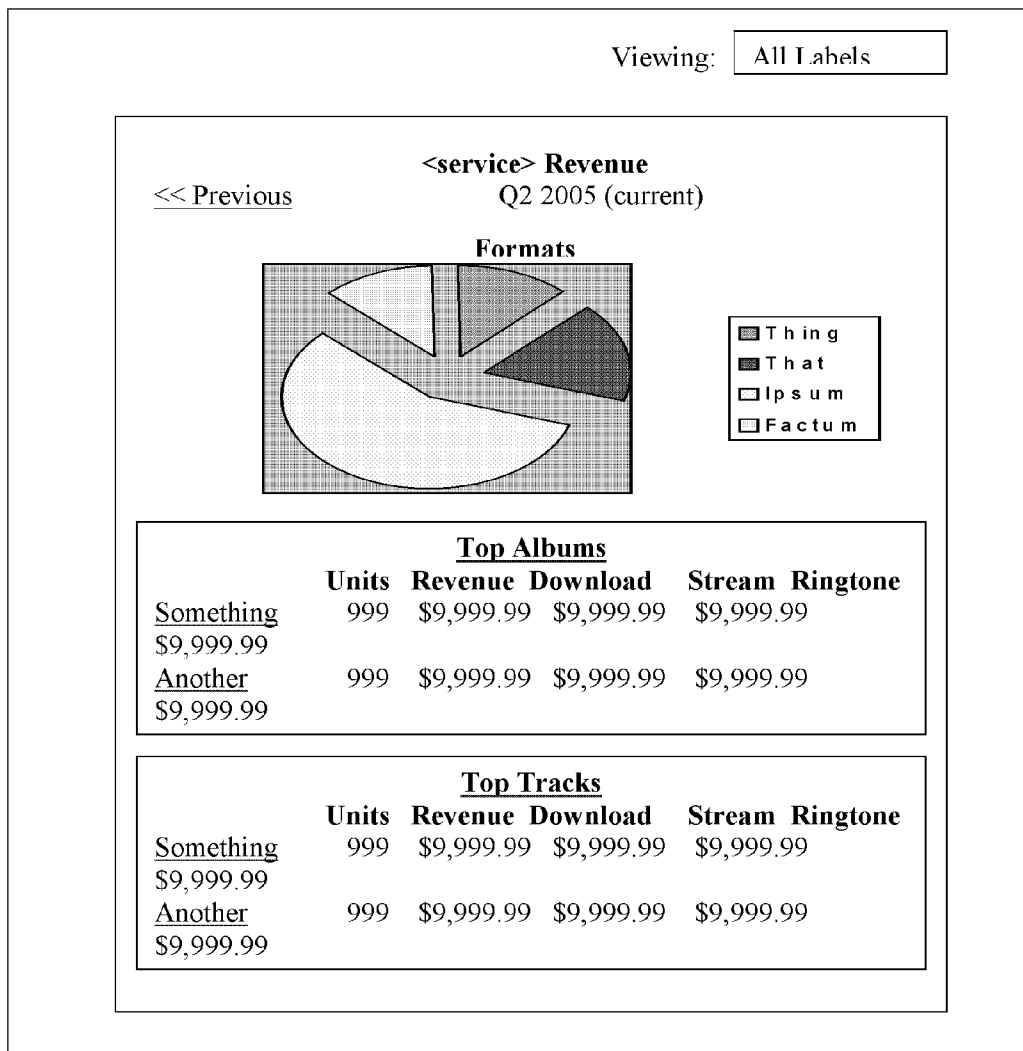 Viewing: All Labels
<service> Revenue
<< Previous Q2 2005 (current)
Formats
Thing
That
Ipsum
Factum
Top Albums
Units Revenue Download Stream Ringtone
Something 999 $9,999.99 $9,999.99 $9,999.99
$9,999.99
Another 999 $9,999.99 $9,999.99 $9,999.99
$9,999.99
Top Tracks
Units Revenue Download Stream Ringtone
Something 999 $9,999.99 $9,999.99 $9,999.99
$9,999.99
Another 999 $9,999.99 $9,999.99 $9,999.99
$9,999.99